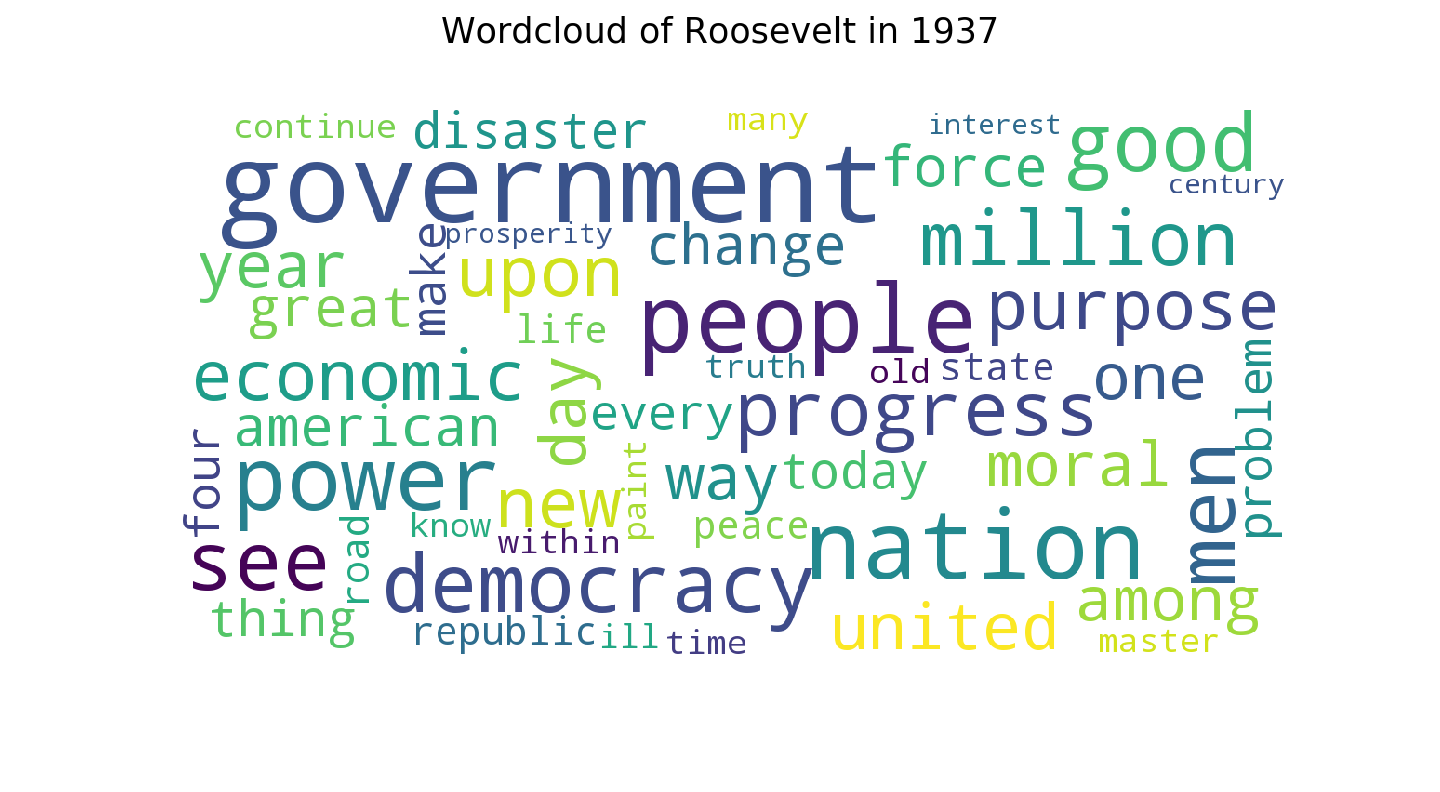 Wordcloud of Roosevelt in 1937
continue
disaster
many
interest
good
government
force
century
prosperity
make
change
million
year
upon
great
people
purpose
life
truth
old
state
one
problem
economic
day
every
progress
american
four
power
new
paint
way
today
moral
men
know
within
peace
nation
see
road
democracy
among
thing
republic
ill
time
united
master